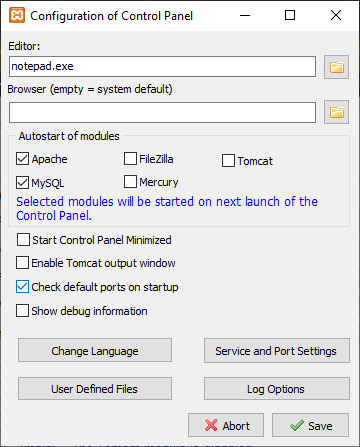 Configuration of Control Panel
Editor:
notepad.exe
Browser (empty = system default)
Autostart of modules
Apache FileZilla Tomcat
MySQL Mercury
Selected modules will be started on next launch of the
Control Panel.
Start Control Panel Minimized
Enable Tomcat output window
Check default ports on startup
Show debug information
Change Language Service and Port Settings
User Defined Files Log Options
Abort Save